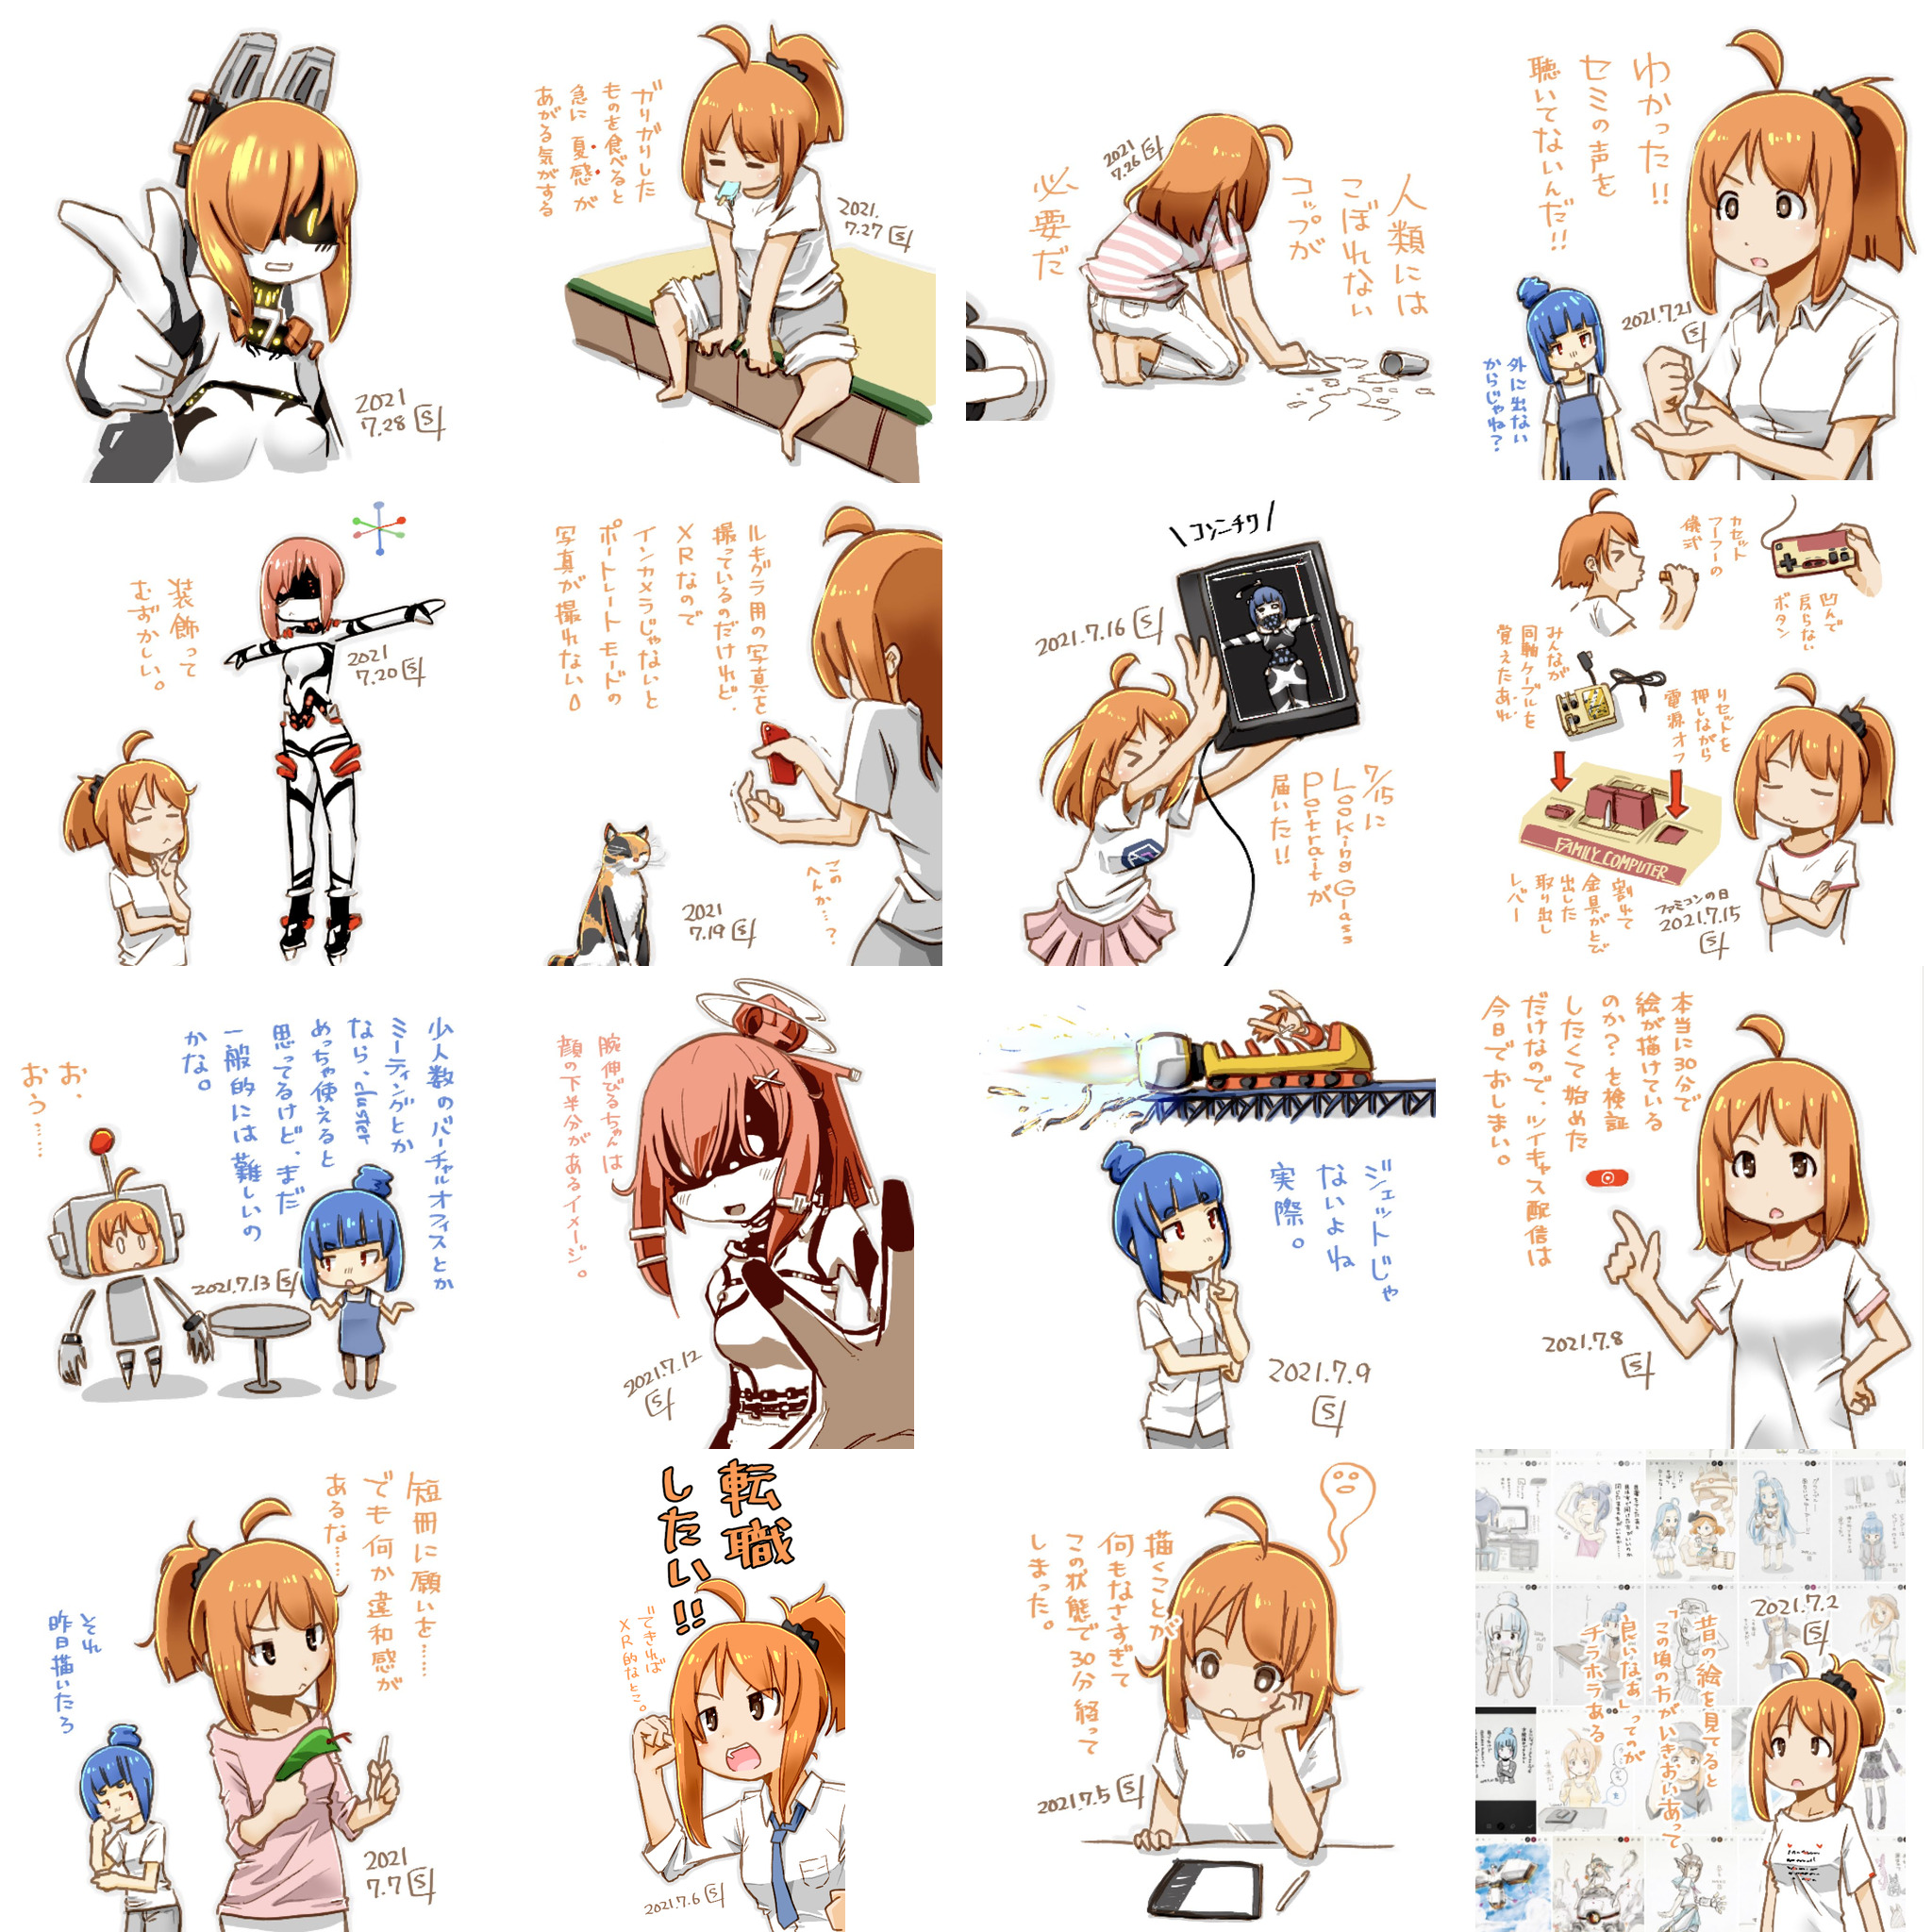 7
2021
7.28
ガリガリした
ものを食べると
急に夏感が
あがる気がする
2021.
7.27
2021
7.26
人類には
こぼれない
コップが
必要だ
わかった!!
セミの声を
聴いてないんだ!!
2021.7.21
外に出ない
からじゃね?
装飾って
むずかしい。
2021
7.20
ルキグラ用の写真を
撮っているのだけれど、
XRなので
インカメラじゃないと
ポートレートモードの
写真が撮れない。
このへんか…?
2021
7.19
コンニチワ
2021.7.16
7/15に
Looking Glass
Portraitが
届いた!!
カセット
フーフーの
儀式
凹んで
戻らない
ボタン
みんなが
同軸ケーブルを
覚えたあれ
リセットを
押しながら
電源オフ
FAMILY COMPUTER
割れて
金具がとび
出した
取り出し
レバー
ファミコンの日
2021.7.15
少人数のバーチャルオフィスとか
ミーティングとか
なら、cluster
めっちゃ使えると
思ってるけど、まだ
一般的には難しいの
かな。
お、
おう……
2021.7.13
腕伸びるちゃんは
顔の下半分があるイメージ。
2021.7.12
ジェットじゃ
ないよね
実際。
2021.7.9
本当に30分で
絵が描けている
のか?を検証
したくて始めた
だけなので、ツイキャス配信は
今日でおしまい。
2021.7.8
短冊に願いを……
でも何か違和感が
あるな……
それ
昨日描いたろ
2021
7.7
転職
したい!!
できれば
XR的なとこ。
2021.7.6
描くことが
何もなさすぎて
この状態で30分経って
しまった。
2021.7.5
2021.7.2
昔の絵を見てると
「この頃の方がいきおいあって
良いなぁ」ってのが
チラホラある